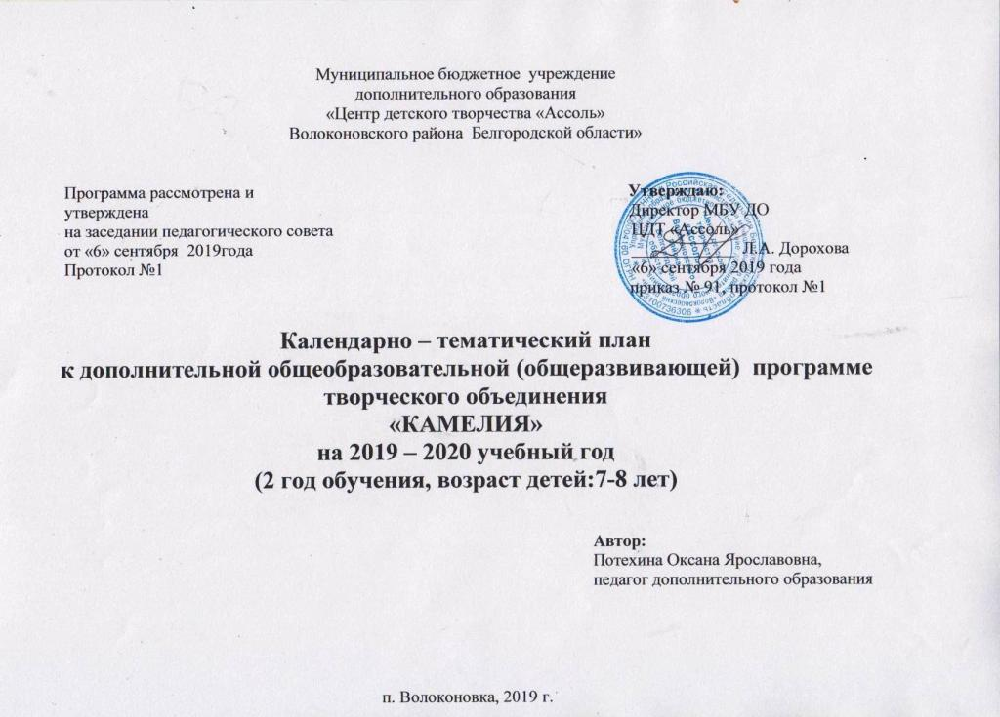 Муниципальное бюджетное учреждение
дополнительного образования
«Центр детского творчества «Ассоль»
Волоконовского района Белгородской области»
Программа рассмотрена и
утверждена
на заседании педагогического совета
от «6» сентября 2019года
Протокол №1
Утверждаю:
Директор МБУ ДО
ЦДТ «Ассоль»
Л.А. Дорохова
«6» сентября 2019 года
приказ № 91, протокол №1
Календарно – тематический план
к дополнительной общеобразовательной (общеразвивающей) программе
творческого объединения
«КАМЕЛИЯ»
на 2019 – 2020 учебный год
(2 год обучения, возраст детей:7-8 лет)
Автор:
Потехина Оксана Ярославовна,
педагог дополнительного образования
п. Волоконовка, 2019 г.